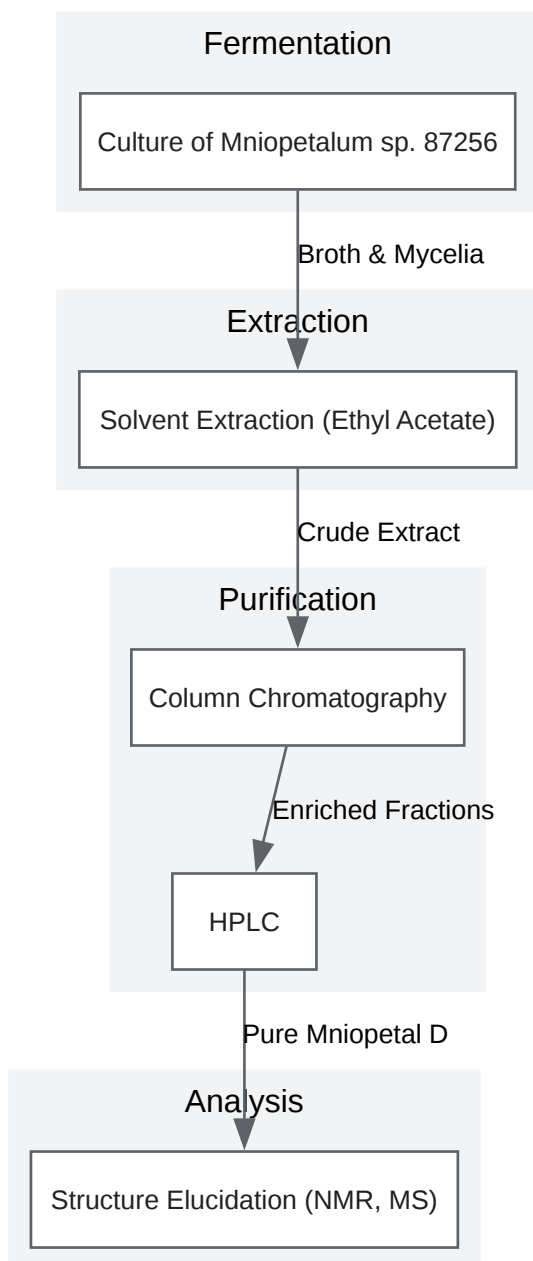 Fermentation
Culture of Mniopetalum sp. 87256
Broth & Mycelia
Extraction
Solvent Extraction (Ethyl Acetate)
Crude Extract
Purification
Column Chromatography
Enriched Fractions
HPLC
Pure Mniopetal D
Analysis
Structure Elucidation (NMR, MS)